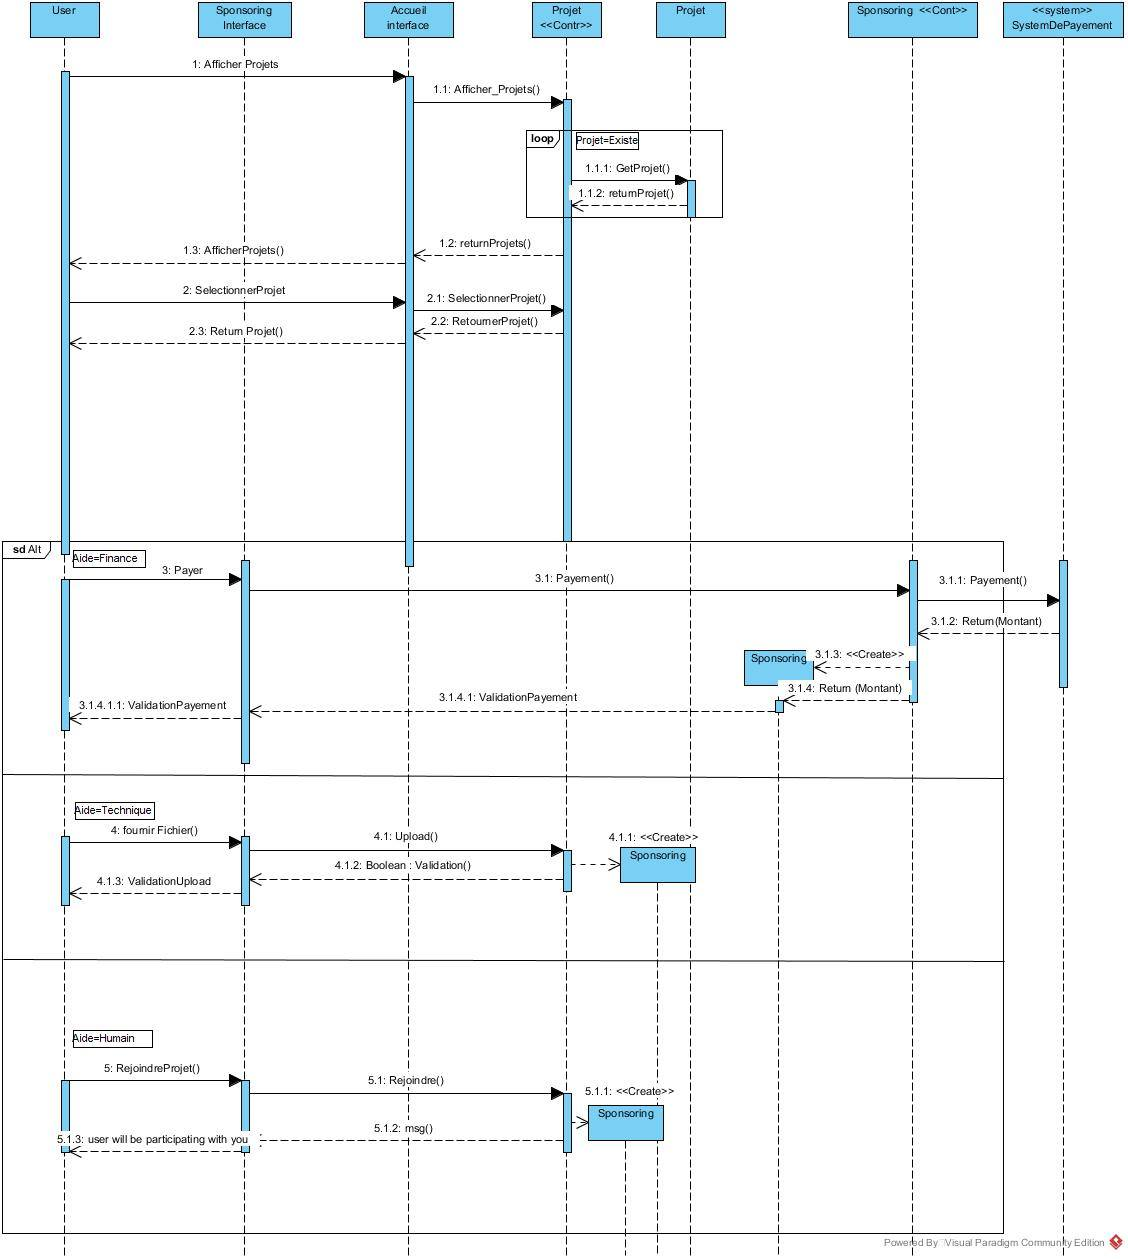 User
Sponsoring
Interface
Accueil
interface
Projet
<<Contr>>
Projet
Sponsoring <<Cont>>
<<system>>
SystemDePayement
1: Afficher Projets
1.1: Afficher_Projets()
loop
Projet=Existe
1.1.1: GetProjet()
1.1.2: returnProjet()
1.2: returnProjets()
1.3: AfficherProjets()
2: SelectionnerProjet
2.1: SelectionnerProjet()
2.2: RetournerProjet()
2.3: Return Projet()
sd Alt
Aide=Finance
3: Payer
3.1: Payement()
3.1.1: Payement()
3.1.2: Return(Montant)
Sponsoring
3.1.3: <<Create>>
3.1.4: Return (Montant)
3.1.4.1: ValidationPayement
3.1.4.1.1: ValidationPayement
Aide=Technique
4: fournir Fichier()
4.1: Upload()
4.1.1: <<Create>>
Sponsoring
4.1.2: Boolean : Validation()
4.1.3: ValidationUpload
Aide=Humain
5: RejoindreProjet()
5.1: Rejoindre()
5.1.1: <<Create>>
Sponsoring
5.1.2: msg()
5.1.3: user will be participating with you
Powered By Visual Paradigm Community Edition